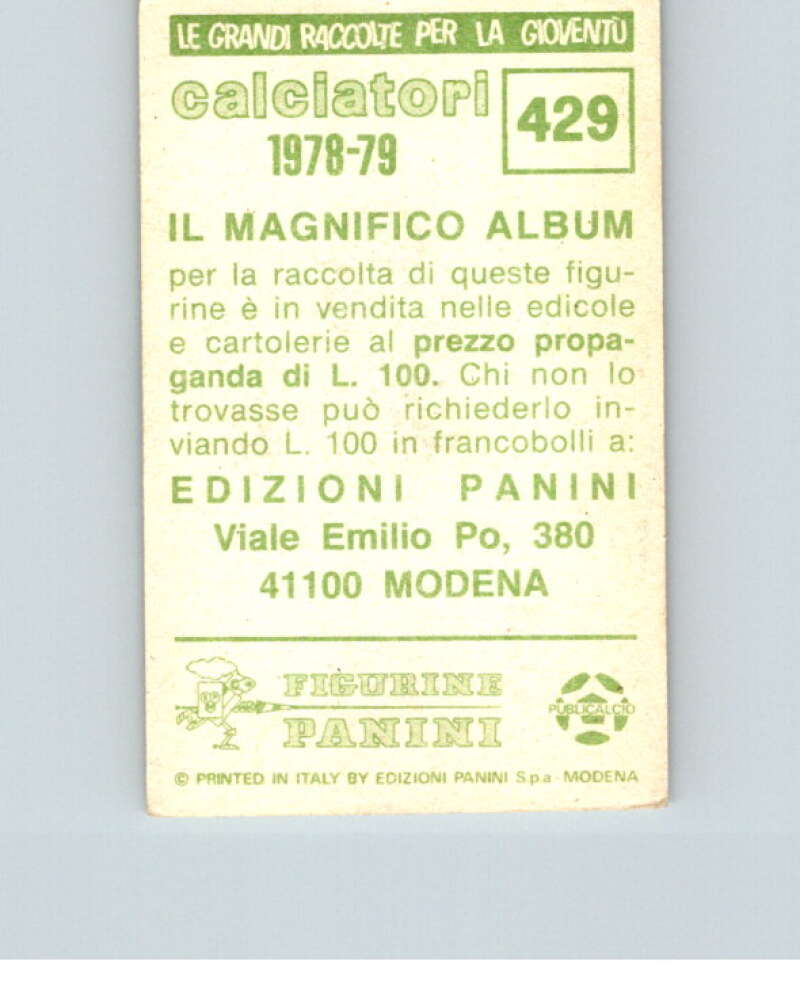 LE GRANDI RACCOLTE PER LA GIOVENTÙ
calciatori
429
1978-79
IL MAGNIFICO ALBUM
per la raccolta di queste figu-
rine è in vendita nelle edicole
e cartolerie al prezzo propa-
ganda di L. 100. Chi non lo
trovasse può richiederlo in-
viando L. 100 in francobolli a:
EDIZIONI PANINI
Viale Emilio Po, 380
41100 MODENA
FIGURINE
PANINI
PUBLICALCIO
© PRINTED IN ITALY BY EDIZIONI PANINI S.p.a - MODENA